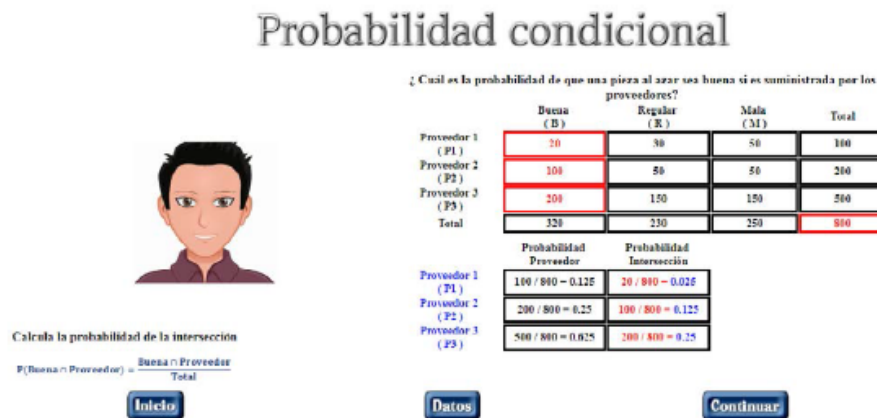 Probabilidad condicional
¿ Cuál es la probabilidad de que una pieza al azar sea buena si es suministrada por los
proveedores?
Buena Regular Mala Total
( B ) ( R ) ( M )
Proveedor 1 20 30 50 100
( P1 )
Proveedor 2 100 50 50 200
( P2 )
Proveedor 3 200 150 150 500
( P3 )
Total 320 230 250 800
Probabilidad Probabilidad
Proveedor Intersección
Proveedor 1 100 / 800 = 0.125 20 / 800 = 0.025
( P1 )
Proveedor 2 200 / 800 = 0.25 100 / 800 = 0.125
( P2 )
Proveedor 3 500 / 800 = 0.625 200 / 800 = 0.25
( P3 )
Calcula la probabilidad de la intersección
P(Buena ∩ Proveedor) = Buena ∩ Proveedor
Total
Inicio
Datos
Continuar